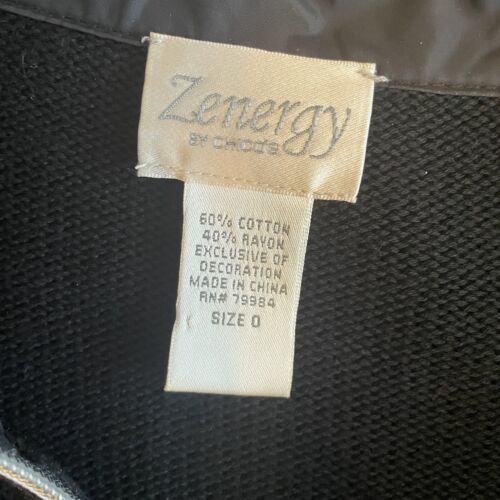 Zenergy
BY CHICO'S
60% COTTON
40% RAYON
EXCLUSIVE OF
DECORATION
MADE IN CHINA
RN# 79984
SIZE 0